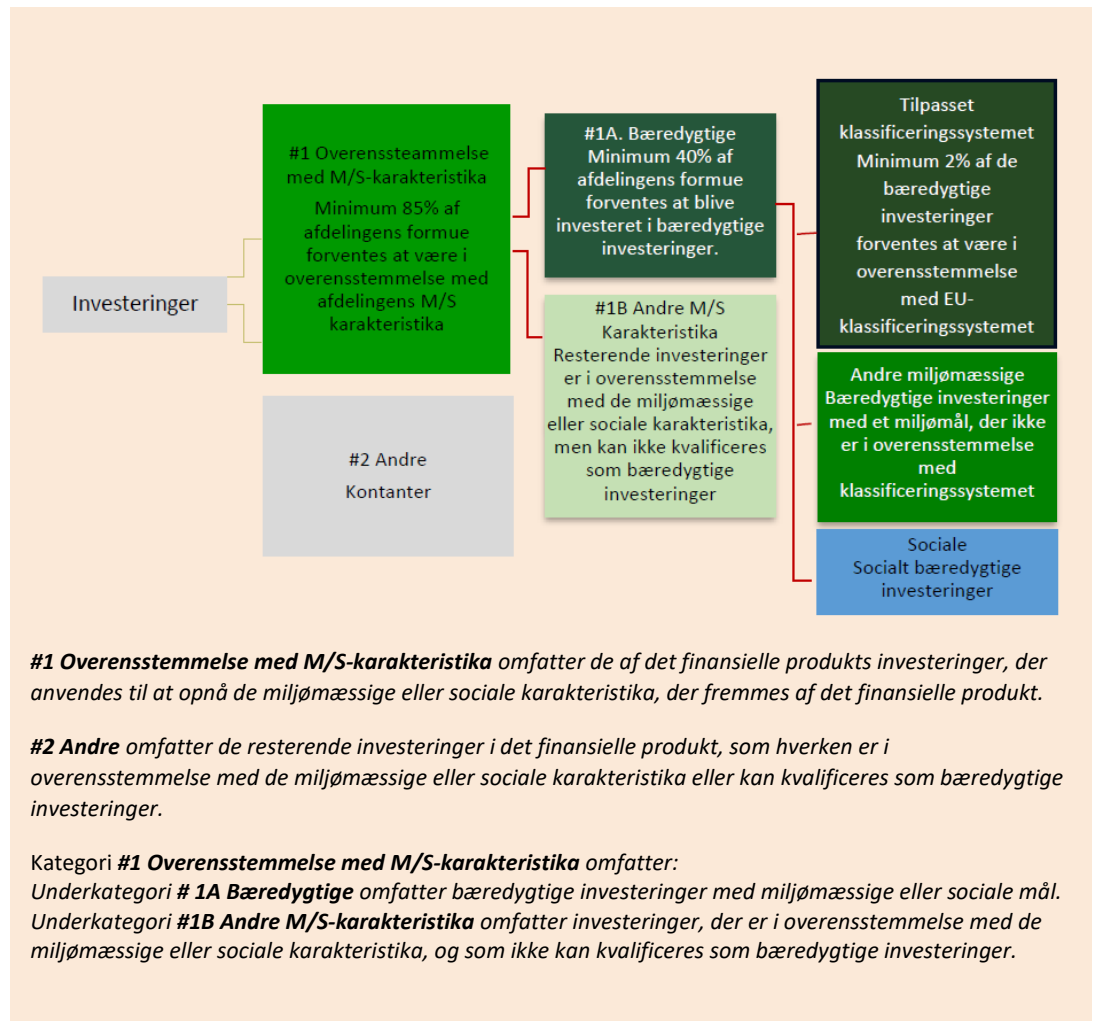 Investeringer
#1 Overenssteammelse
med M/S-karakteristika
Minimum 85% af
afdelingens formue
forventes at være i
overensstemmelse med
afdelingens M/S
karakteristika
#2 Andre
Kontanter
#1A. Bæredygtige
Minimum 40% af
afdelingens formue
forventes at blive
investeret i bæredygtige
investeringer.
#1B Andre M/S
Karakteristika
Resterende investeringer
er i overensstemmelse
med de miljømæssige
eller sociale karakteristika,
men kan ikke kvalificeres
som bæredygtige
investeringer
Tilpasset
klassificeringssystemet
Minimum 2% af de
bæredygtige
investeringer
forventes at være i
overensstemmelse
med EU-
klassificeringssystemet
Andre miljømæssige
Bæredygtige investeringer
med et miljømål, der ikke
er i overensstemmelse
med
klassificeringssystemet
Sociale
Socialt bæredygtige
investeringer
#1 Overensstemmelse med M/S-karakteristika omfatter de af det finansielle produkts investeringer, der
anvendes til at opnå de miljømæssige eller sociale karakteristika, der fremmes af det finansielle produkt.
#2 Andre omfatter de resterende investeringer i det finansielle produkt, som hverken er i
overensstemmelse med de miljømæssige eller sociale karakteristika eller kan kvalificeres som bæredygtige
investeringer.
Kategori #1 Overensstemmelse med M/S-karakteristika omfatter:
Underkategori # 1A Bæredygtige omfatter bæredygtige investeringer med miljømæssige eller sociale mål.
Underkategori #1B Andre M/S-karakteristika omfatter investeringer, der er i overensstemmelse med de
miljømæssige eller sociale karakteristika, og som ikke kan kvalificeres som bæredygtige investeringer.